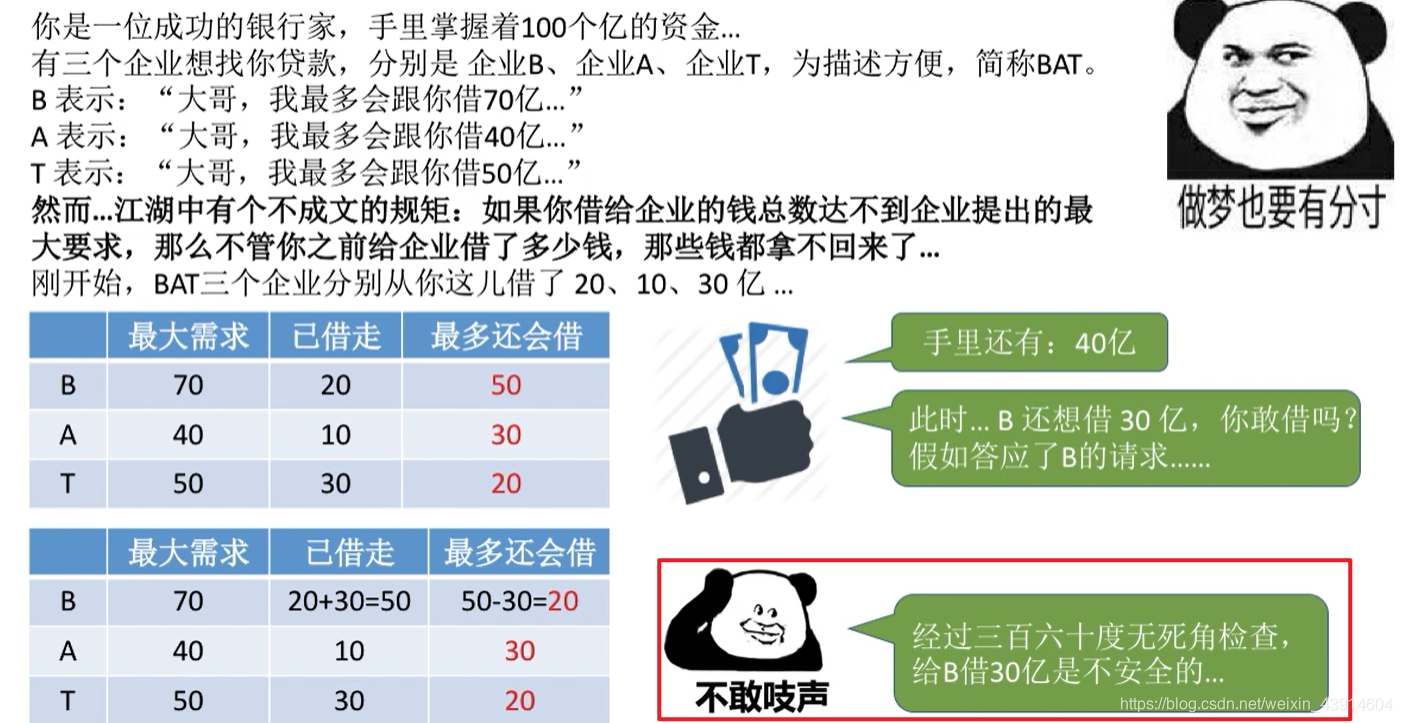 你是一位成功的银行家，手里掌握着100个亿的资金…
有三个企业想找你贷款，分别是 企业B、企业A、企业T，为描述方便，简称BAT。
B 表示：“大哥，我最多会跟你借70亿…”
A 表示：“大哥，我最多会跟你借40亿…”
T 表示：“大哥，我最多会跟你借50亿…”
然而…江湖中有个不成文的规矩：如果你借给企业的钱总数达不到企业提出的最
大要求，那么不管你之前给企业借了多少钱，那些钱都拿不回来了…
刚开始，BAT三个企业分别从你这儿借了 20、10、30 亿 …
做梦也要有分寸
最大需求 已借走 最多还会借
B 70 20 50
A 40 10 30
T 50 30 20
手里还有：40亿
此时… B 还想借 30 亿，你敢借吗？
假如答应了B的请求……
最大需求 已借走 最多还会借
B 70 20+30=50 50-30=20
A 40 10 30
T 50 30 20
不敢吱声
经过三百六十度无死角检查，
给B借30亿是不安全的…
https://blog.csdn.net/weixin_43914604